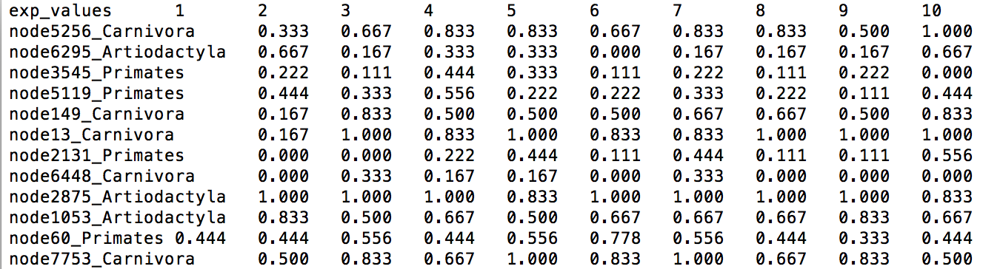 exp_values 1 2 3 4 5 6 7 8 9 10
node5256_Carnivora 0.333 0.667 0.833 0.833 0.667 0.833 0.833 0.500 1.000
node6295_Artiodactyla 0.667 0.167 0.333 0.333 0.000 0.167 0.167 0.167 0.667
node3545_Primates 0.222 0.111 0.444 0.333 0.111 0.222 0.111 0.222 0.000
node5119_Primates 0.444 0.333 0.556 0.222 0.222 0.333 0.222 0.111 0.444
node149_Carnivora 0.167 0.833 0.500 0.500 0.500 0.667 0.667 0.500 0.833
node13_Carnivora 0.167 1.000 0.833 1.000 0.833 0.833 1.000 1.000 1.000
node2131_Primates 0.000 0.000 0.222 0.444 0.111 0.444 0.111 0.111 0.556
node6448_Carnivora 0.000 0.333 0.167 0.167 0.000 0.333 0.000 0.000 0.000
node2875_Artiodactyla 1.000 1.000 1.000 0.833 1.000 1.000 1.000 1.000 0.833
node1053_Artiodactyla 0.833 0.500 0.667 0.500 0.667 0.667 0.667 0.833 0.667
node60_Primates 0.444 0.444 0.556 0.444 0.556 0.778 0.556 0.444 0.333 0.444
node7753_Carnivora 0.500 0.833 0.667 1.000 0.833 1.000 0.667 0.833 0.500